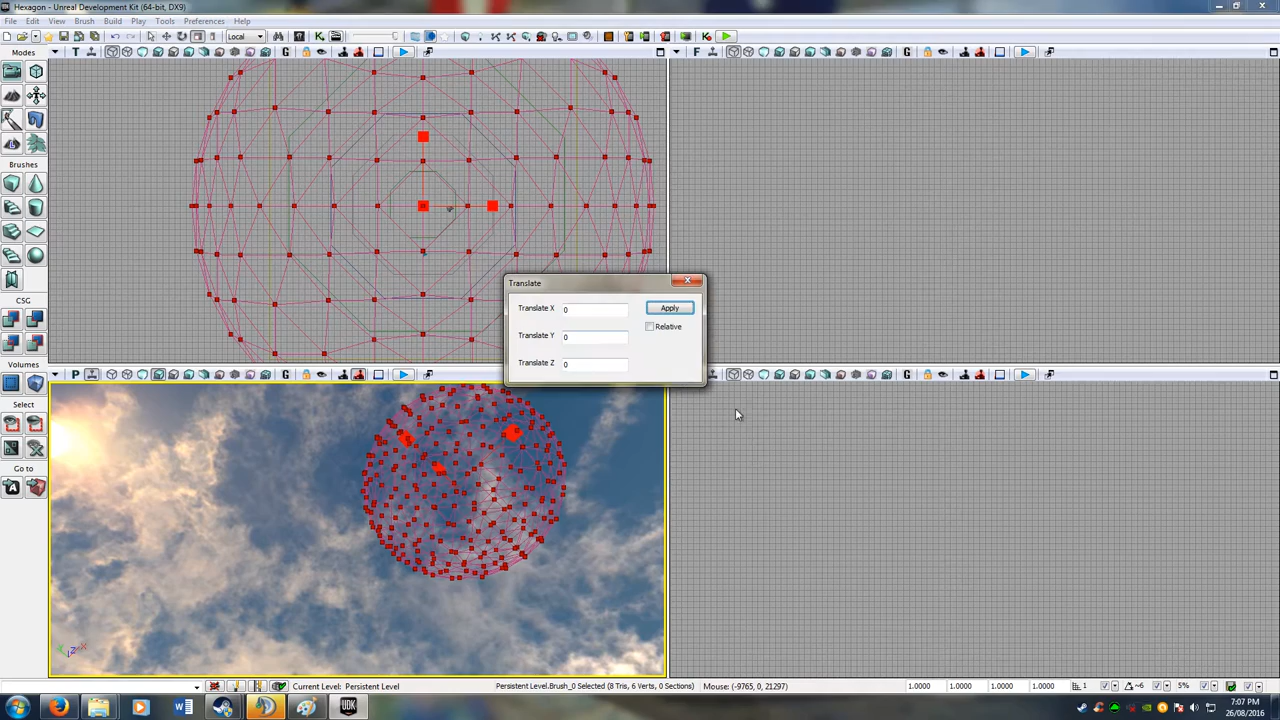 Hexagon - Unreal Development Kit (64-bit, DX9)
File Edit View Brush Build Play Tools Preferences Help
Local
Modes
T G
F G
Brushes
CSG
Volumes
Select
Go to
P G
G
Translate
Translate X 0 Apply
Relative
Translate Y 0
Translate Z 0
Current Level: Persistent Level Persistent Level.Brush_0 Selected (8 Tris, 6 Verts, 0 Sections) Mouse: (-9765, 0, 21297) 1.0000 1.0000 1.0000 1.0000 1 5%
UDK
7:07 PM
26/08/2016